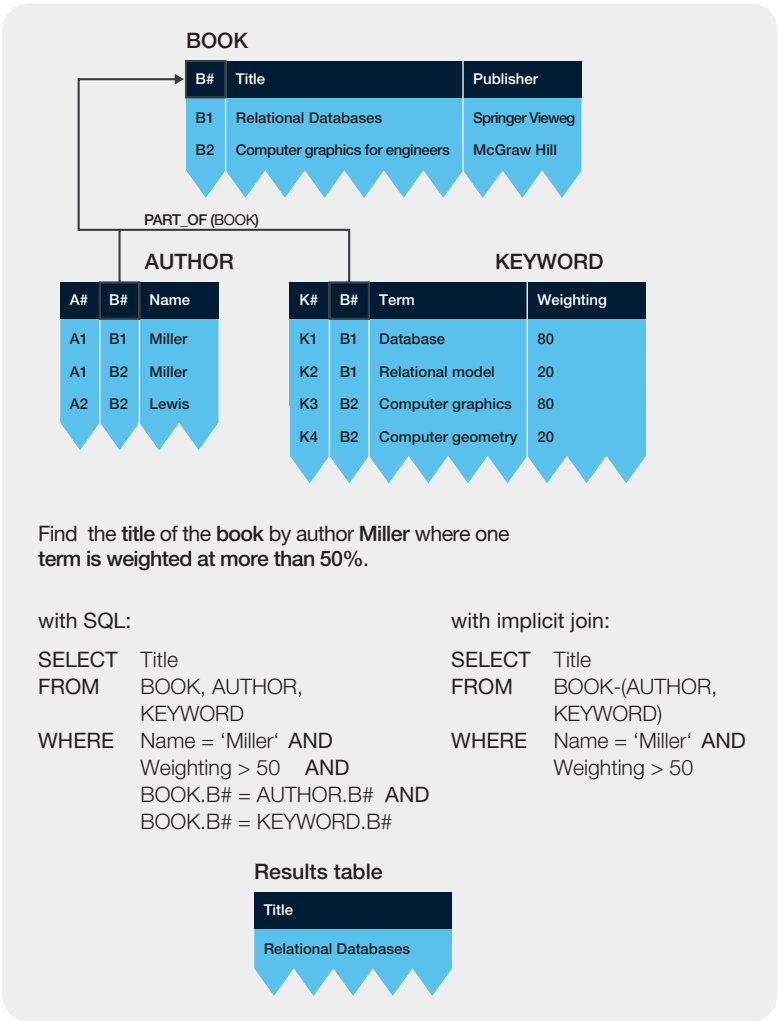 BOOK
B# Title Publisher
B1 Relational Databases Springer Vieweg
B2 Computer graphics for engineers McGraw Hill
PART_OF (BOOK)
AUTHOR
A# B# Name
A1 B1 Miller
A1 B2 Miller
A2 B2 Lewis
KEYWORD
K# B# Term Weighting
K1 B1 Database 80
K2 B1 Relational model 20
K3 B2 Computer graphics 80
K4 B2 Computer geometry 20
Find the title of the book by author Miller where one
term is weighted at more than 50%.
with SQL:
SELECT Title
FROM BOOK, AUTHOR,
KEYWORD
WHERE Name = ‘Miller‘ AND
Weighting > 50 AND
BOOK.B# = AUTHOR.B# AND
BOOK.B# = KEYWORD.B#
with implicit join:
SELECT Title
FROM BOOK-(AUTHOR,
KEYWORD)
WHERE Name = ‘Miller‘ AND
Weighting > 50
Results table
Title
Relational Databases